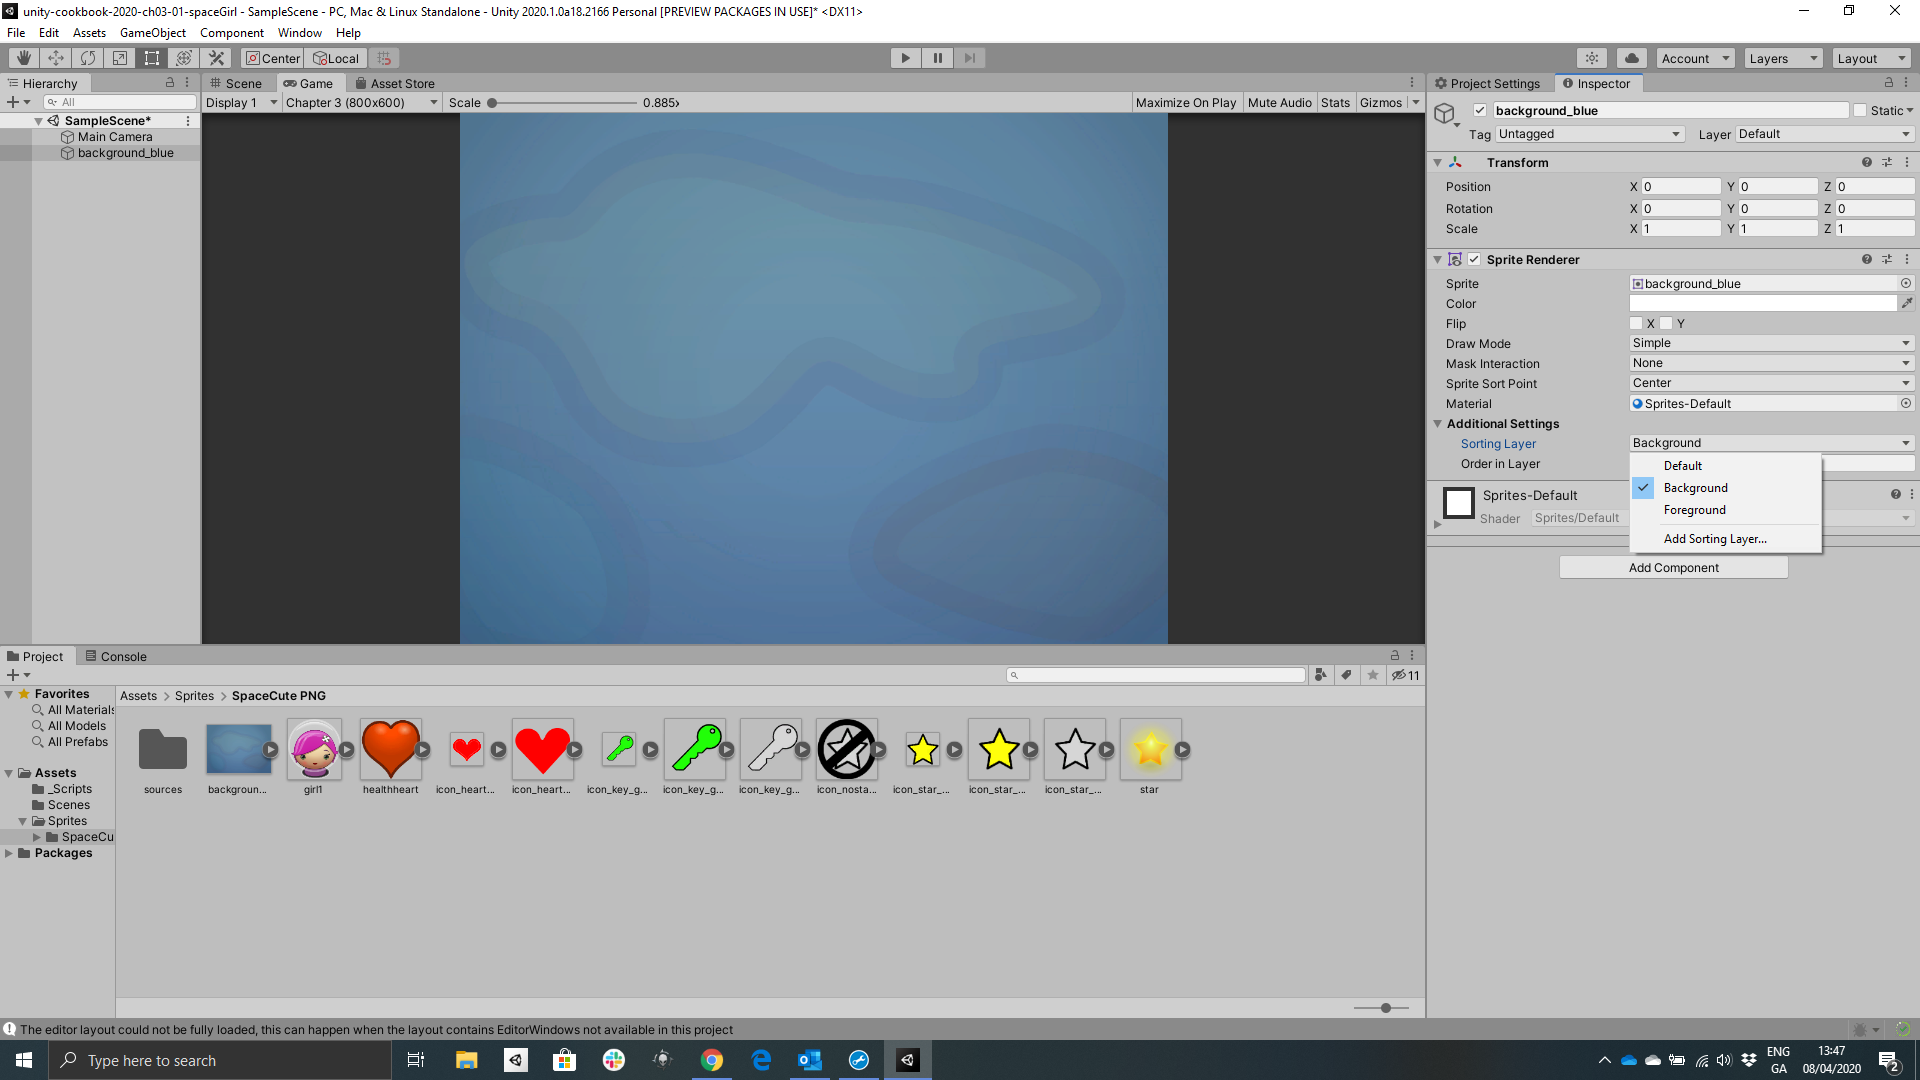 unity-cookbook-2020-ch03-01-spaceGirl - SampleScene - PC, Mac & Linux Standalone - Unity 2020.1.0a18.2166 Personal [PREVIEW PACKAGES IN USE]* <DX11>
File Edit Assets GameObject Component Window Help
Center Local Account Layers Layout
Hierarchy
All
SampleScene*
Main Camera
background_blue
Scene Game Asset Store
Display 1 Chapter 3 (800x600) Scale 0.885x Maximize On Play Mute Audio Stats Gizmos
Project Settings Inspector
background_blue Static
Tag Untagged Layer Default
Transform
Position X 0 Y 0 Z 0
Rotation X 0 Y 0 Z 0
Scale X 1 Y 1 Z 1
Sprite Renderer
Sprite background_blue
Color
Flip X Y
Draw Mode Simple
Mask Interaction None
Sprite Sort Point Center
Material Sprites-Default
Additional Settings
Sorting Layer Background
Order in Layer
Default
Background
Foreground
Add Sorting Layer...
Sprites-Default
Shader Sprites/Default
Add Component
Project Console
11
Favorites
All Materials
All Models
All Prefabs
Assets
_Scripts
Scenes
Sprites
SpaceCu
Packages
Assets > Sprites > SpaceCute PNG
sources backgroun... girl1 healthheart icon_heart... icon_heart... icon_key_g... icon_key_g... icon_key_g... icon_nosta... icon_star_... icon_star_... icon_star_... star
The editor layout could not be fully loaded, this can happen when the layout contains EditorWindows not available in this project
Type here to search
ENG
GA
13:47
08/04/2020
2